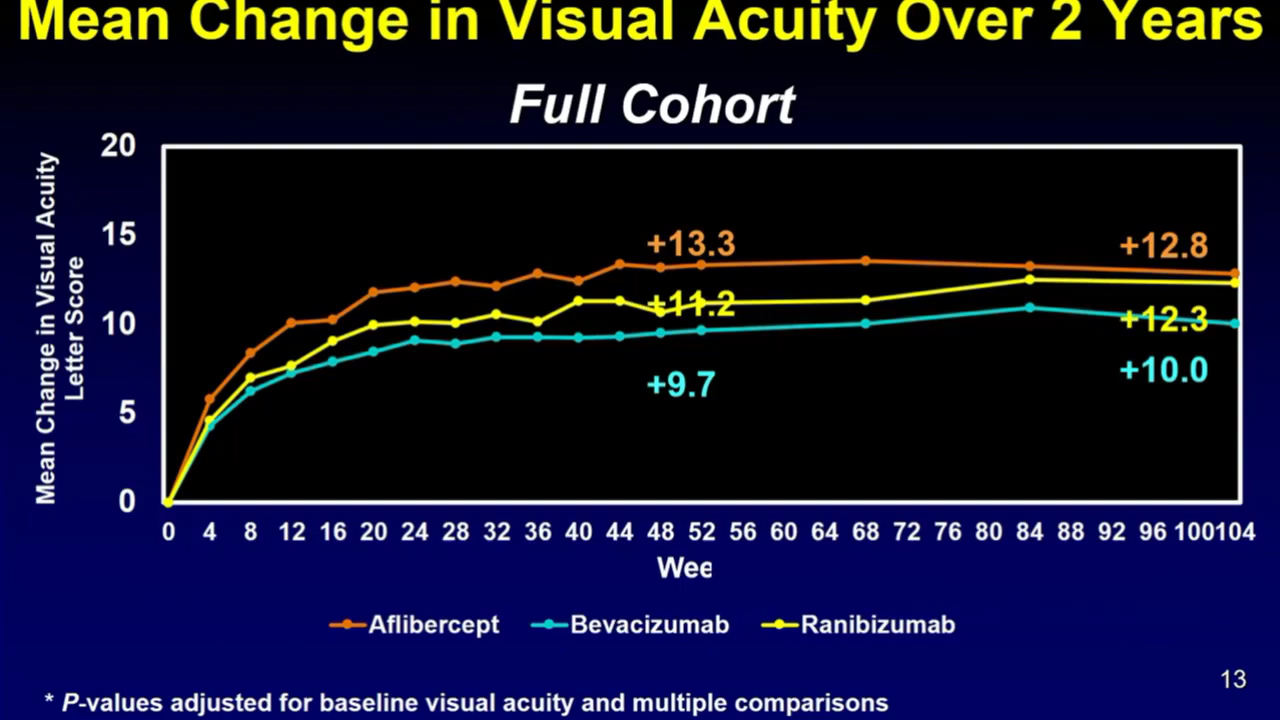 Mean Change in Visual Acuity Over 2 Years
Full Cohort
Mean Change in Visual Acuity
Letter Score
20
15
10
5
0
+13.3
+12.8
+11.2
+12.3
+9.7
+10.0
0 4 8 12 16 20 24 28 32 36 40 44 48 52 56 60 64 68 72 76 80 84 88 92 96 100 104
Wee
Aflibercept Bevacizumab Ranibizumab
13
* P-values adjusted for baseline visual acuity and multiple comparisons